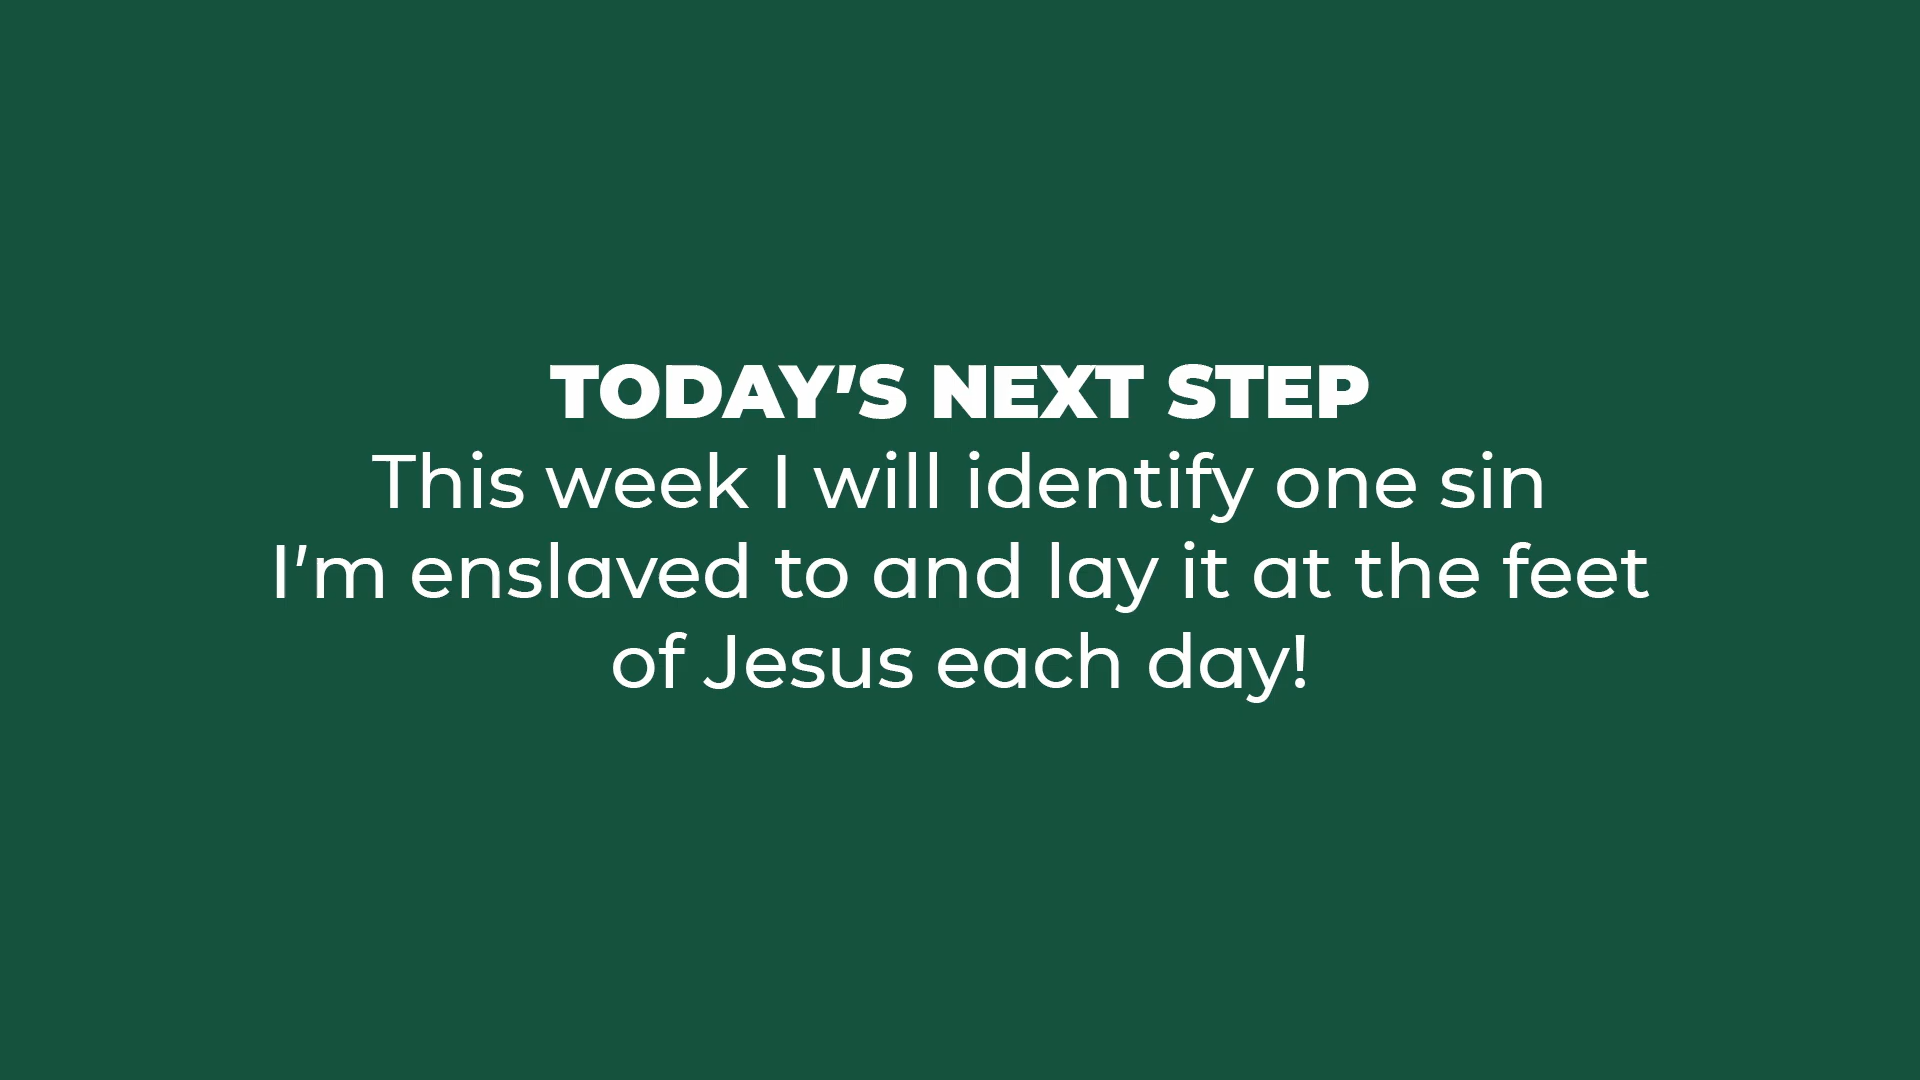 TODAY'S NEXT STEP
This week I will identify one sin
I'm enslaved to and lay it at the feet
of Jesus each day!